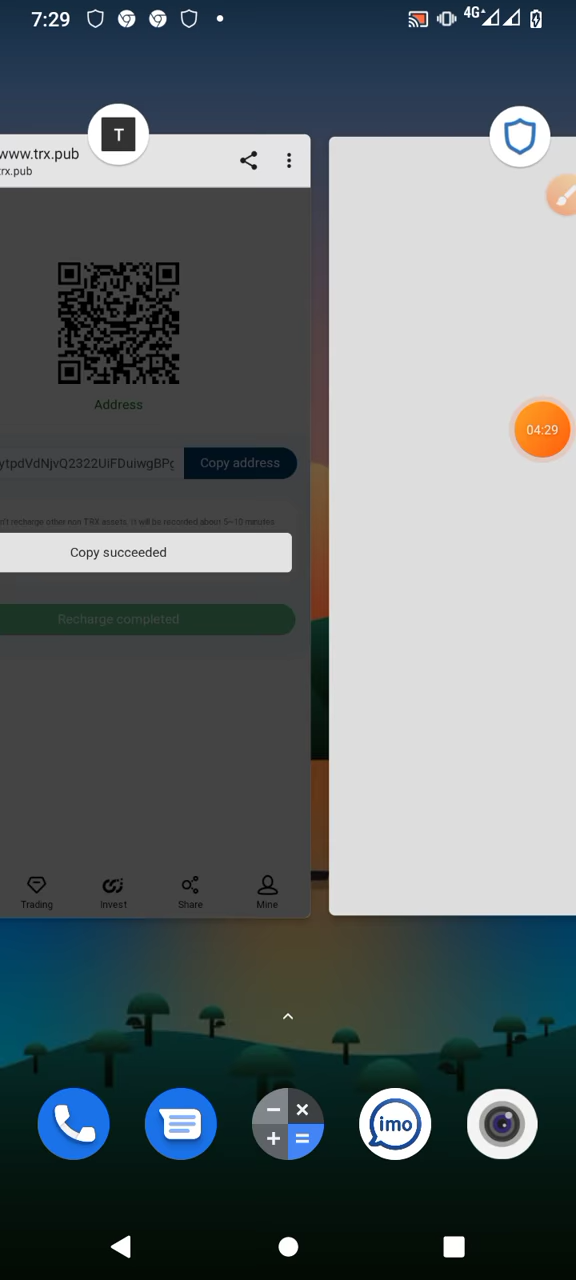 7:29
4G
T
www.trx.pub
trx.pub
Address
ytpdVdNjvQ2322UiFDuiwgBPg
Copy address
n't recharge other non TRX assets. It will be recorded about 5~10 minutes
Copy succeeded
Recharge completed
04:29
Trading
Invest
Share
Mine
imo